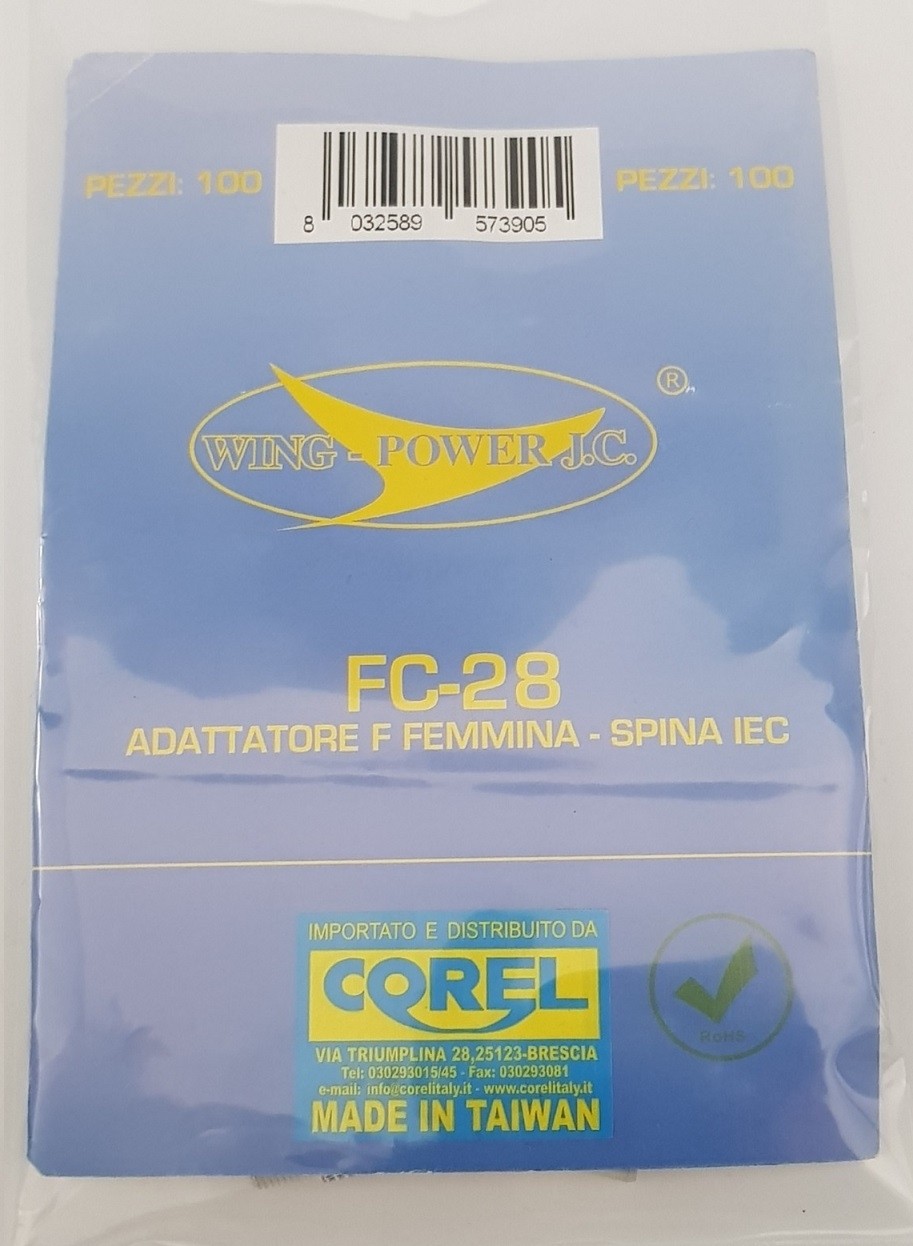 PEZZI: 100
8 032589 573905
PEZZI: 100
WING - POWER J.C.
®
FC-28
ADATTATORE F FEMMINA - SPINA IEC
IMPORTATO E DISTRIBUITO DA
COREL
VIA TRIUMPLINA 28,25123-BRESCIA
Tel: 030293015/45 - Fax: 030293081
e-mail: info@corelitaly.it - www.corelitaly.it
MADE IN TAIWAN
RoHS